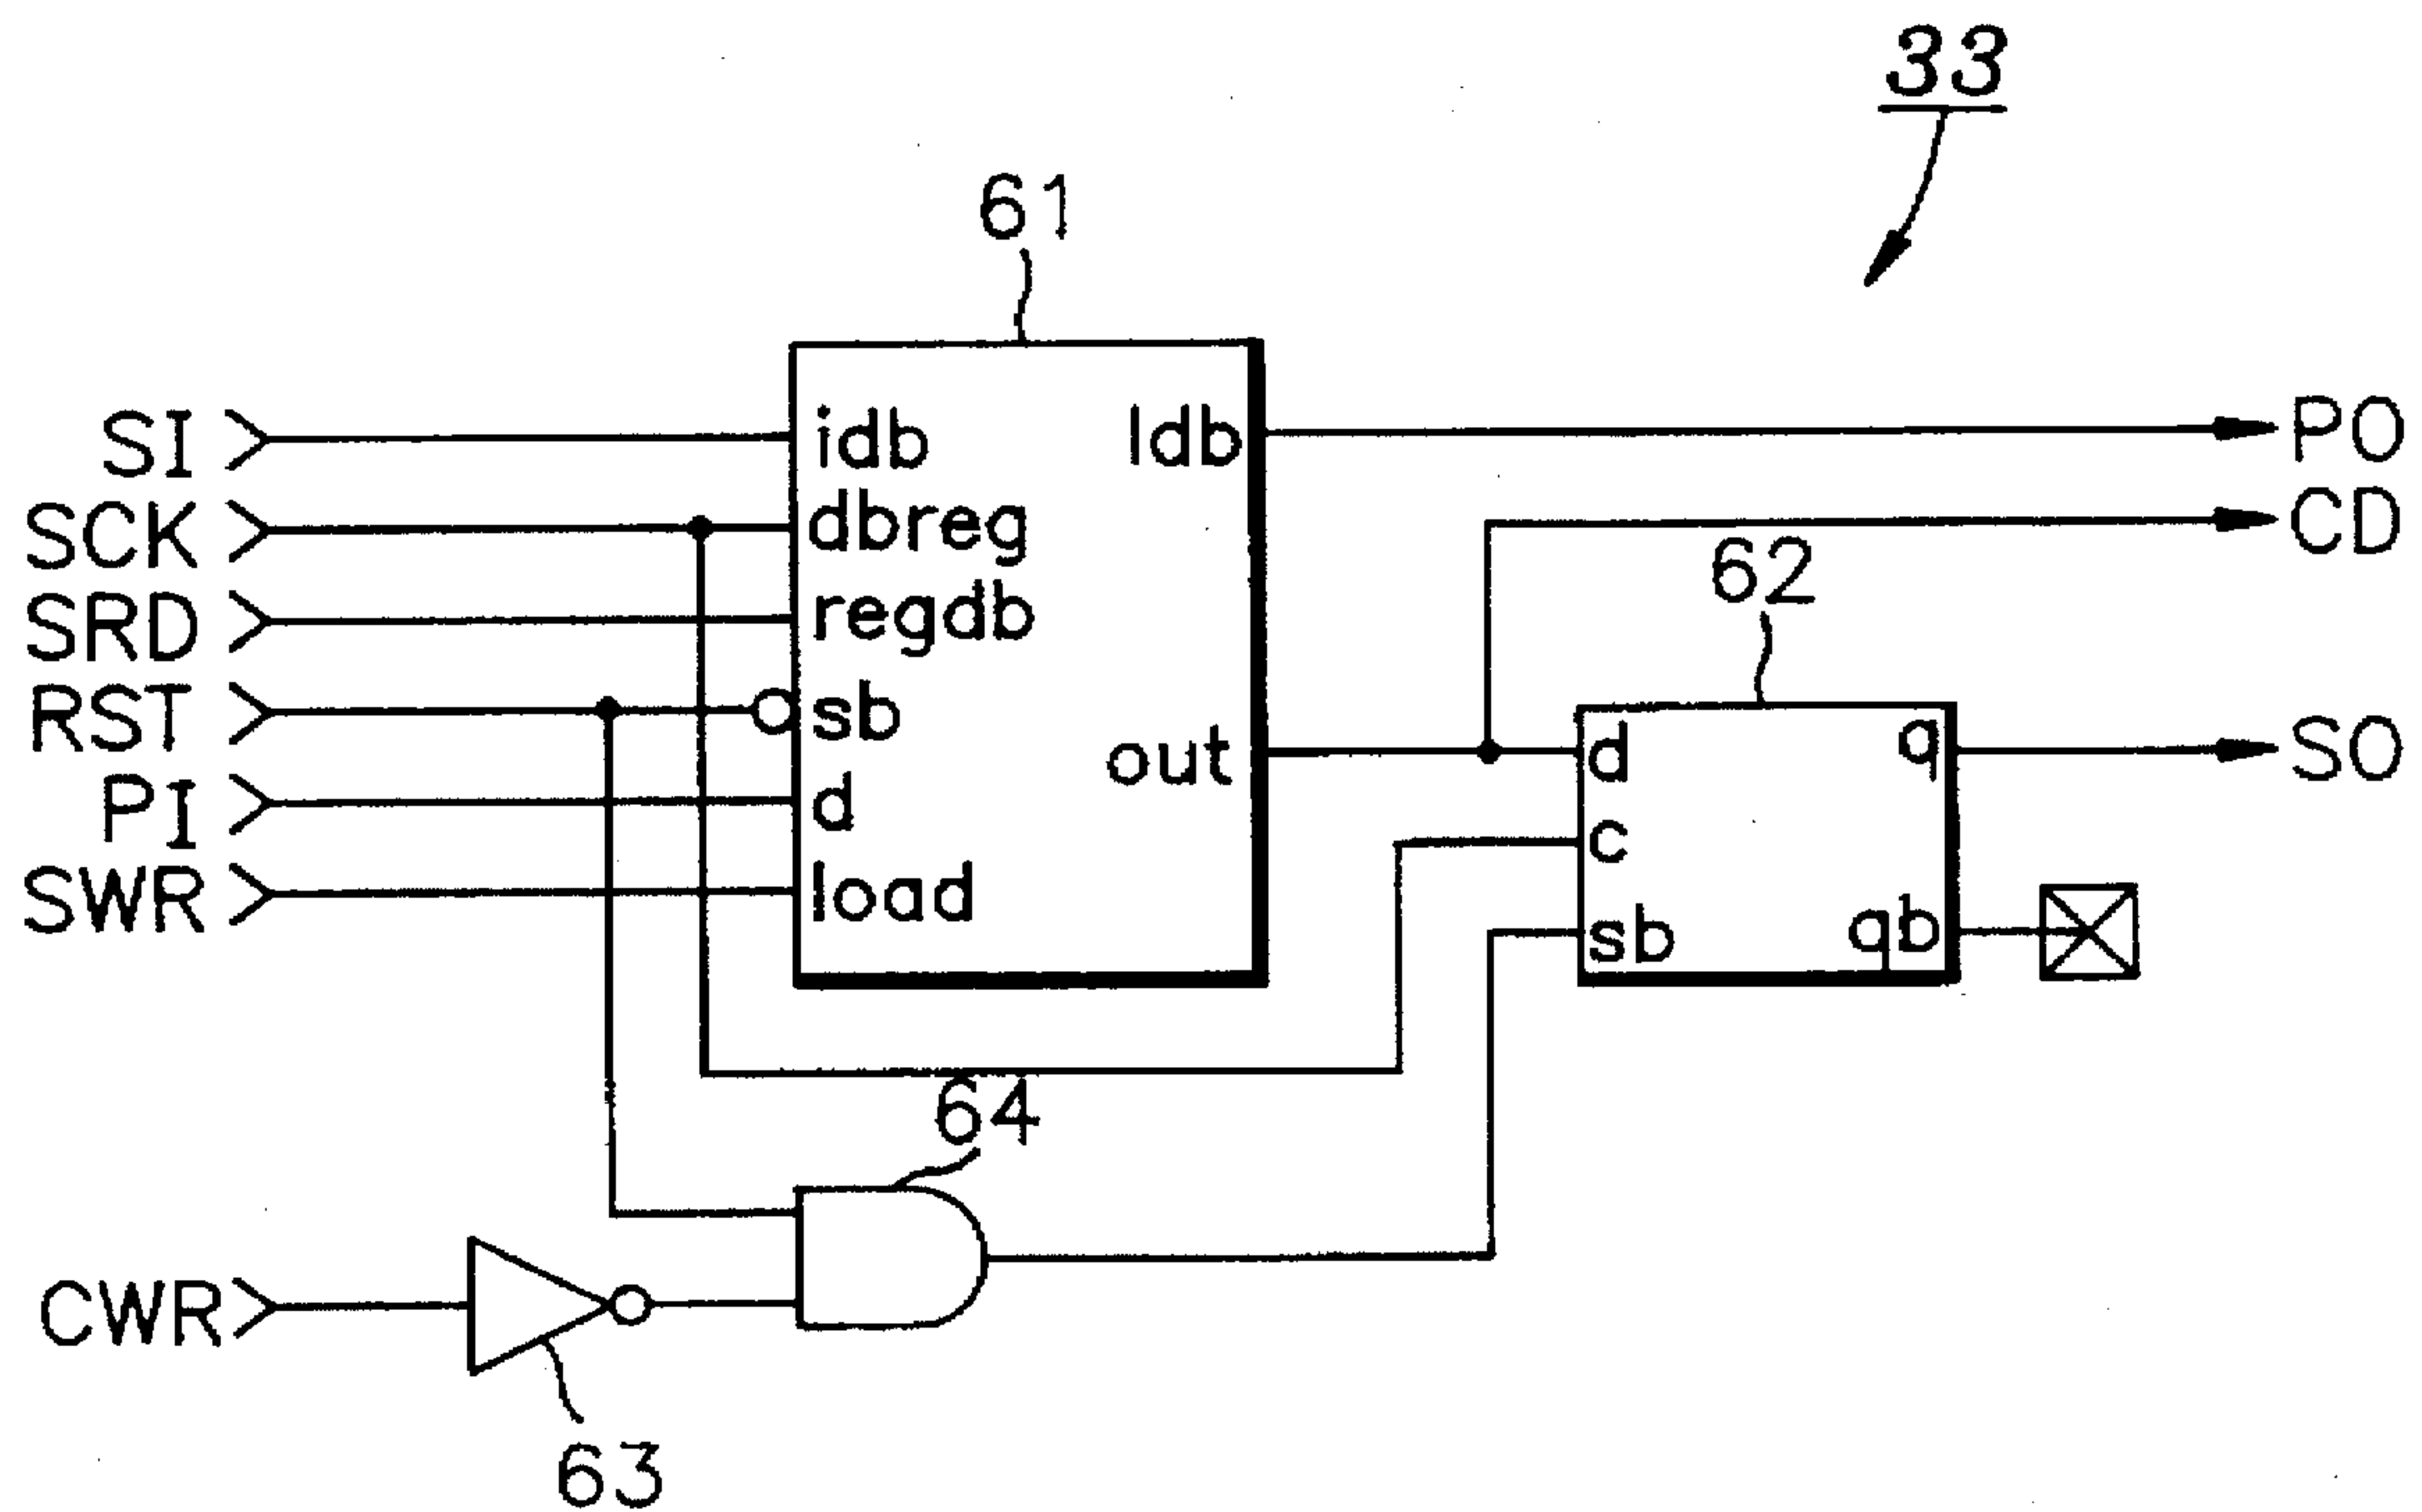 33
61
SI idb ldb PO
SCK dbreg CD
62
SRD regdb
RST sb
out d q SO
PI d
c
SWR load
sb qb
64
CWR
63